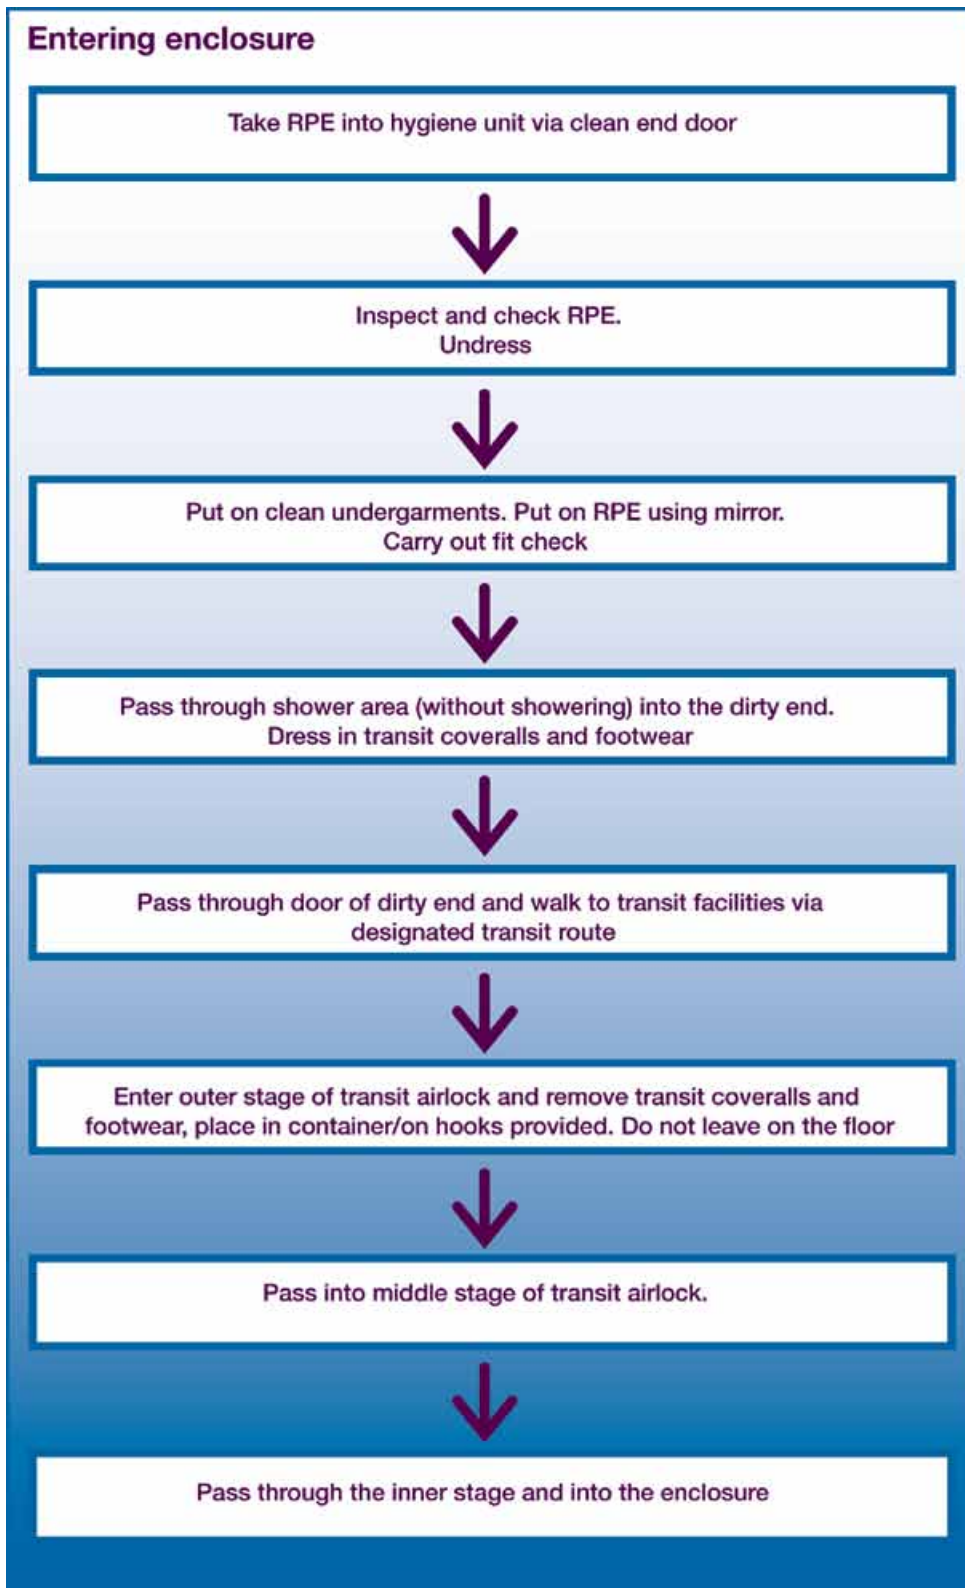 Entering enclosure
Take RPE into hygiene unit via clean end door
Inspect and check RPE.
Undress
Put on clean undergarments. Put on RPE using mirror.
Carry out fit check
Pass through shower area (without showering) into the dirty end.
Dress in transit coveralls and footwear
Pass through door of dirty end and walk to transit facilities via
designated transit route
Enter outer stage of transit airlock and remove transit coveralls and
footwear, place in container/on hooks provided. Do not leave on the floor
Pass into middle stage of transit airlock.
Pass through the inner stage and into the enclosure